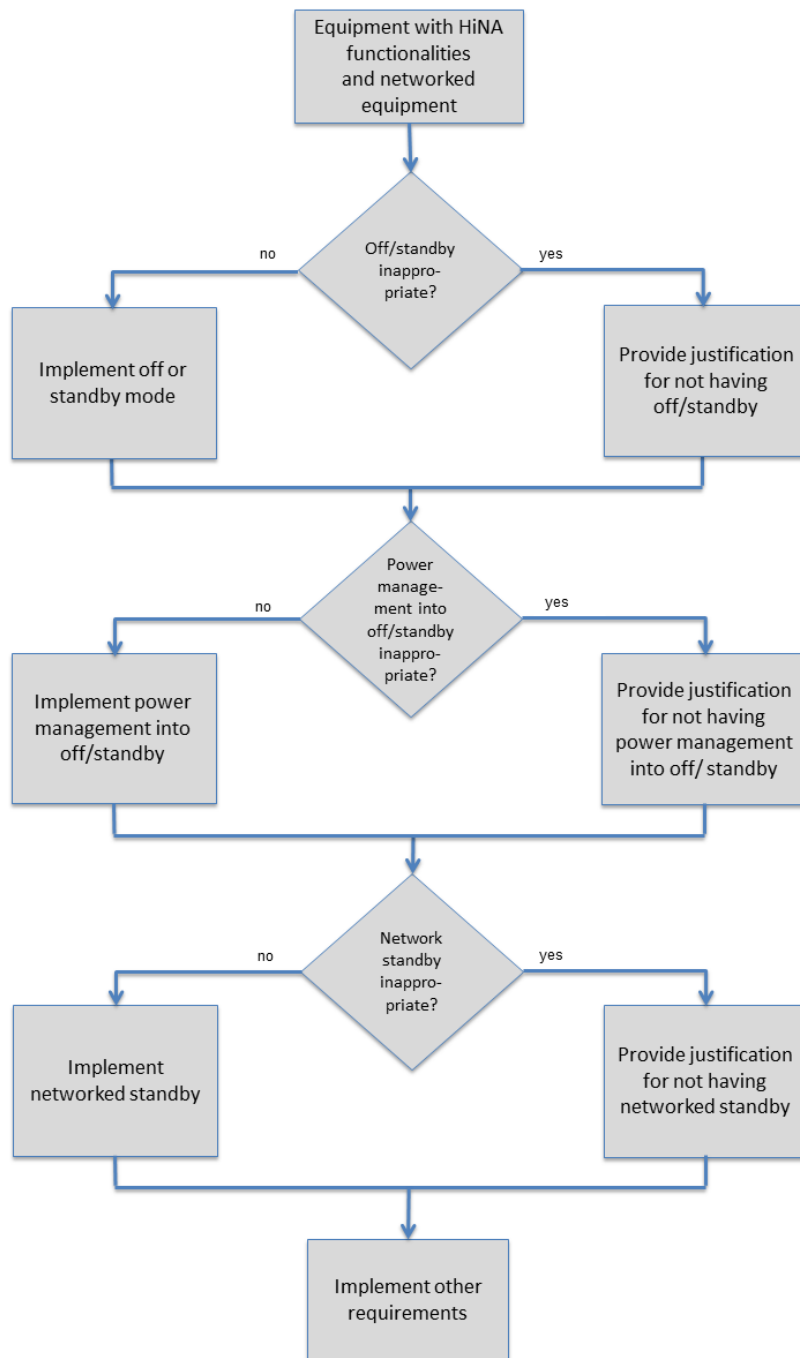 Equipment with HiNA
functionalities
and networked
equipment
Off/standby
inappro-
priate?
no
yes
Implement off or
standby mode
Provide justification
for not having
off/standby
Power
manage-
ment into
off/standby
inappro-
priate?
no
yes
Implement power
management into
off/standby
Provide justification
for not having
power management
into off/ standby
Network
standby
inappro-
priate?
no
yes
Implement
networked standby
Provide justification
for not having
networked standby
Implement other
requirements